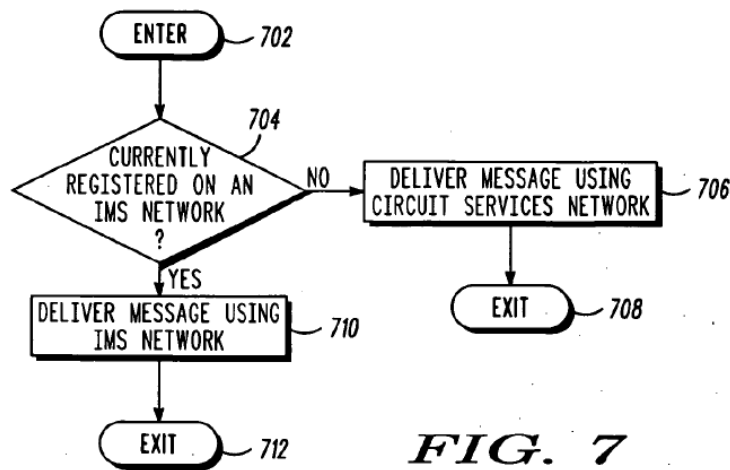 ENTER
702
704
CURRENTLY
REGISTERED ON AN
IMS NETWORK
?
NO
DELIVER MESSAGE USING
CIRCUIT SERVICES NETWORK
706
YES
DELIVER MESSAGE USING
IMS NETWORK
710
EXIT
708
EXIT
712
FIG. 7